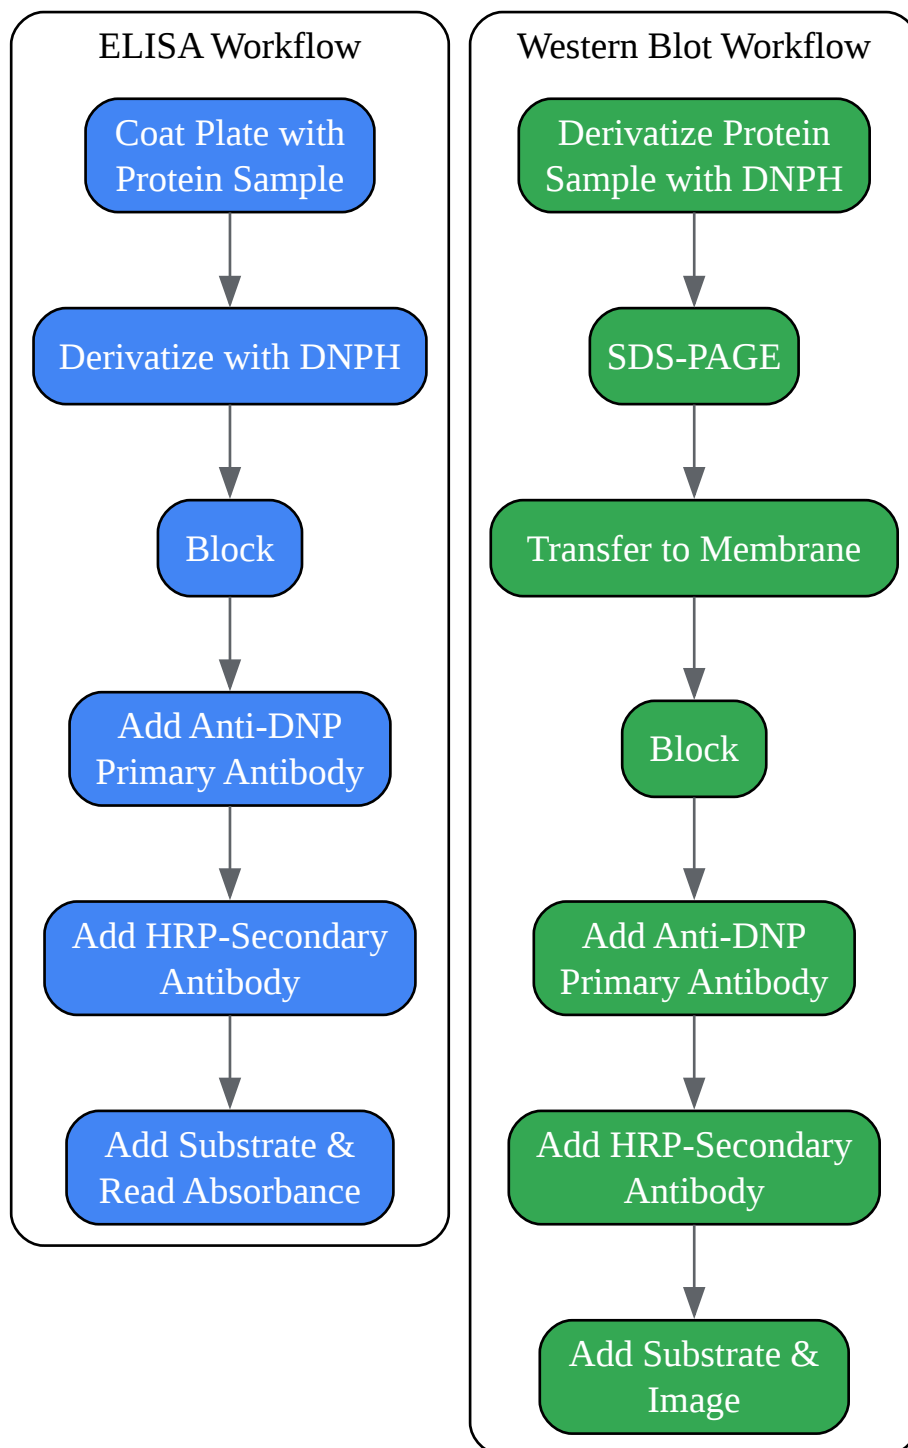 ELISA Workflow
Coat Plate with
Protein Sample
Derivatize with DNPH
Block
Add Anti-DNP
Primary Antibody
Add HRP-Secondary
Antibody
Add Substrate &
Read Absorbance
Western Blot Workflow
Derivatize Protein
Sample with DNPH
SDS-PAGE
Transfer to Membrane
Block
Add Anti-DNP
Primary Antibody
Add HRP-Secondary
Antibody
Add Substrate &
Image